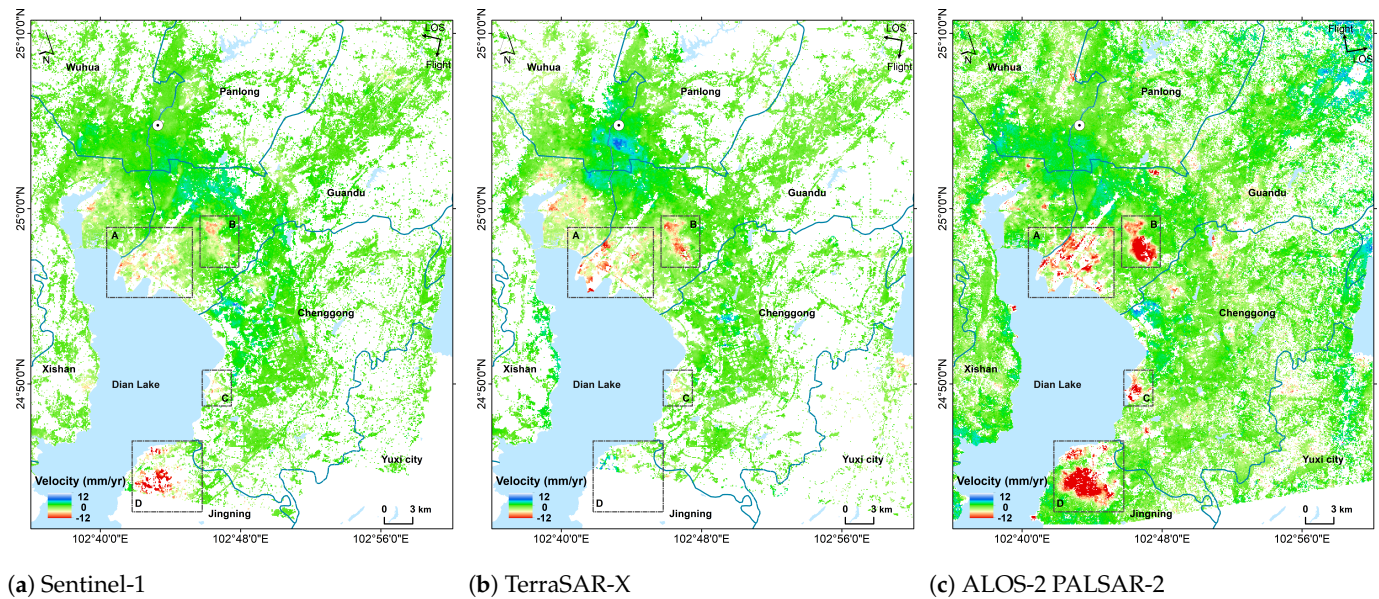 25°10'0"N
25°0'0"N
24°50'0"N
Wuhua
Panlong
Guandu
Chenggong
Xishan
Dian Lake
Yuxi city
Jingning
A
B
C
D
N
LOS
Flight
Velocity (mm/yr)
12
0
-12
0 3 km
102°40'0"E
102°48'0"E
102°56'0"E
(a) Sentinel-1
Wuhua
Panlong
Guandu
Chenggong
Xishan
Dian Lake
Yuxi city
Jingning
A
B
C
D
N
LOS
Flight
Velocity (mm/yr)
12
0
-12
0 3 km
25°10'0"N
25°0'0"N
24°50'0"N
102°40'0"E
102°48'0"E
102°56'0"E
(b) TerraSAR-X
Wuhua
Panlong
Guandu
Chenggong
Xishan
Dian Lake
Yuxi city
Jingning
A
B
C
D
N
Flight
LOS
Velocity (mm/yr)
12
0
-12
0 3 km
25°10'0"N
25°0'0"N
24°50'0"N
102°40'0"E
102°48'0"E
102°56'0"E
(c) ALOS-2 PALSAR-2